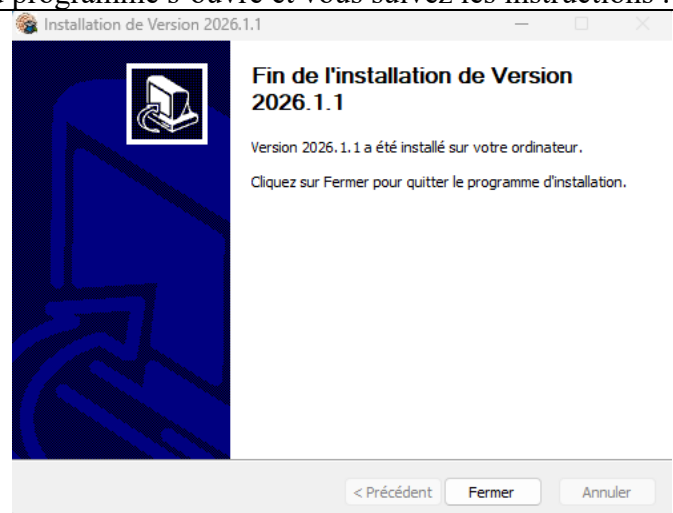 programme s'ouvre et vous suivez les instructions :
Installation de Version 2026.1.1
Fin de l'installation de Version
2026.1.1
Version 2026.1.1 a été installé sur votre ordinateur.
Cliquez sur Fermer pour quitter le programme d'installation.
< Précédent
Fermer
Annuler